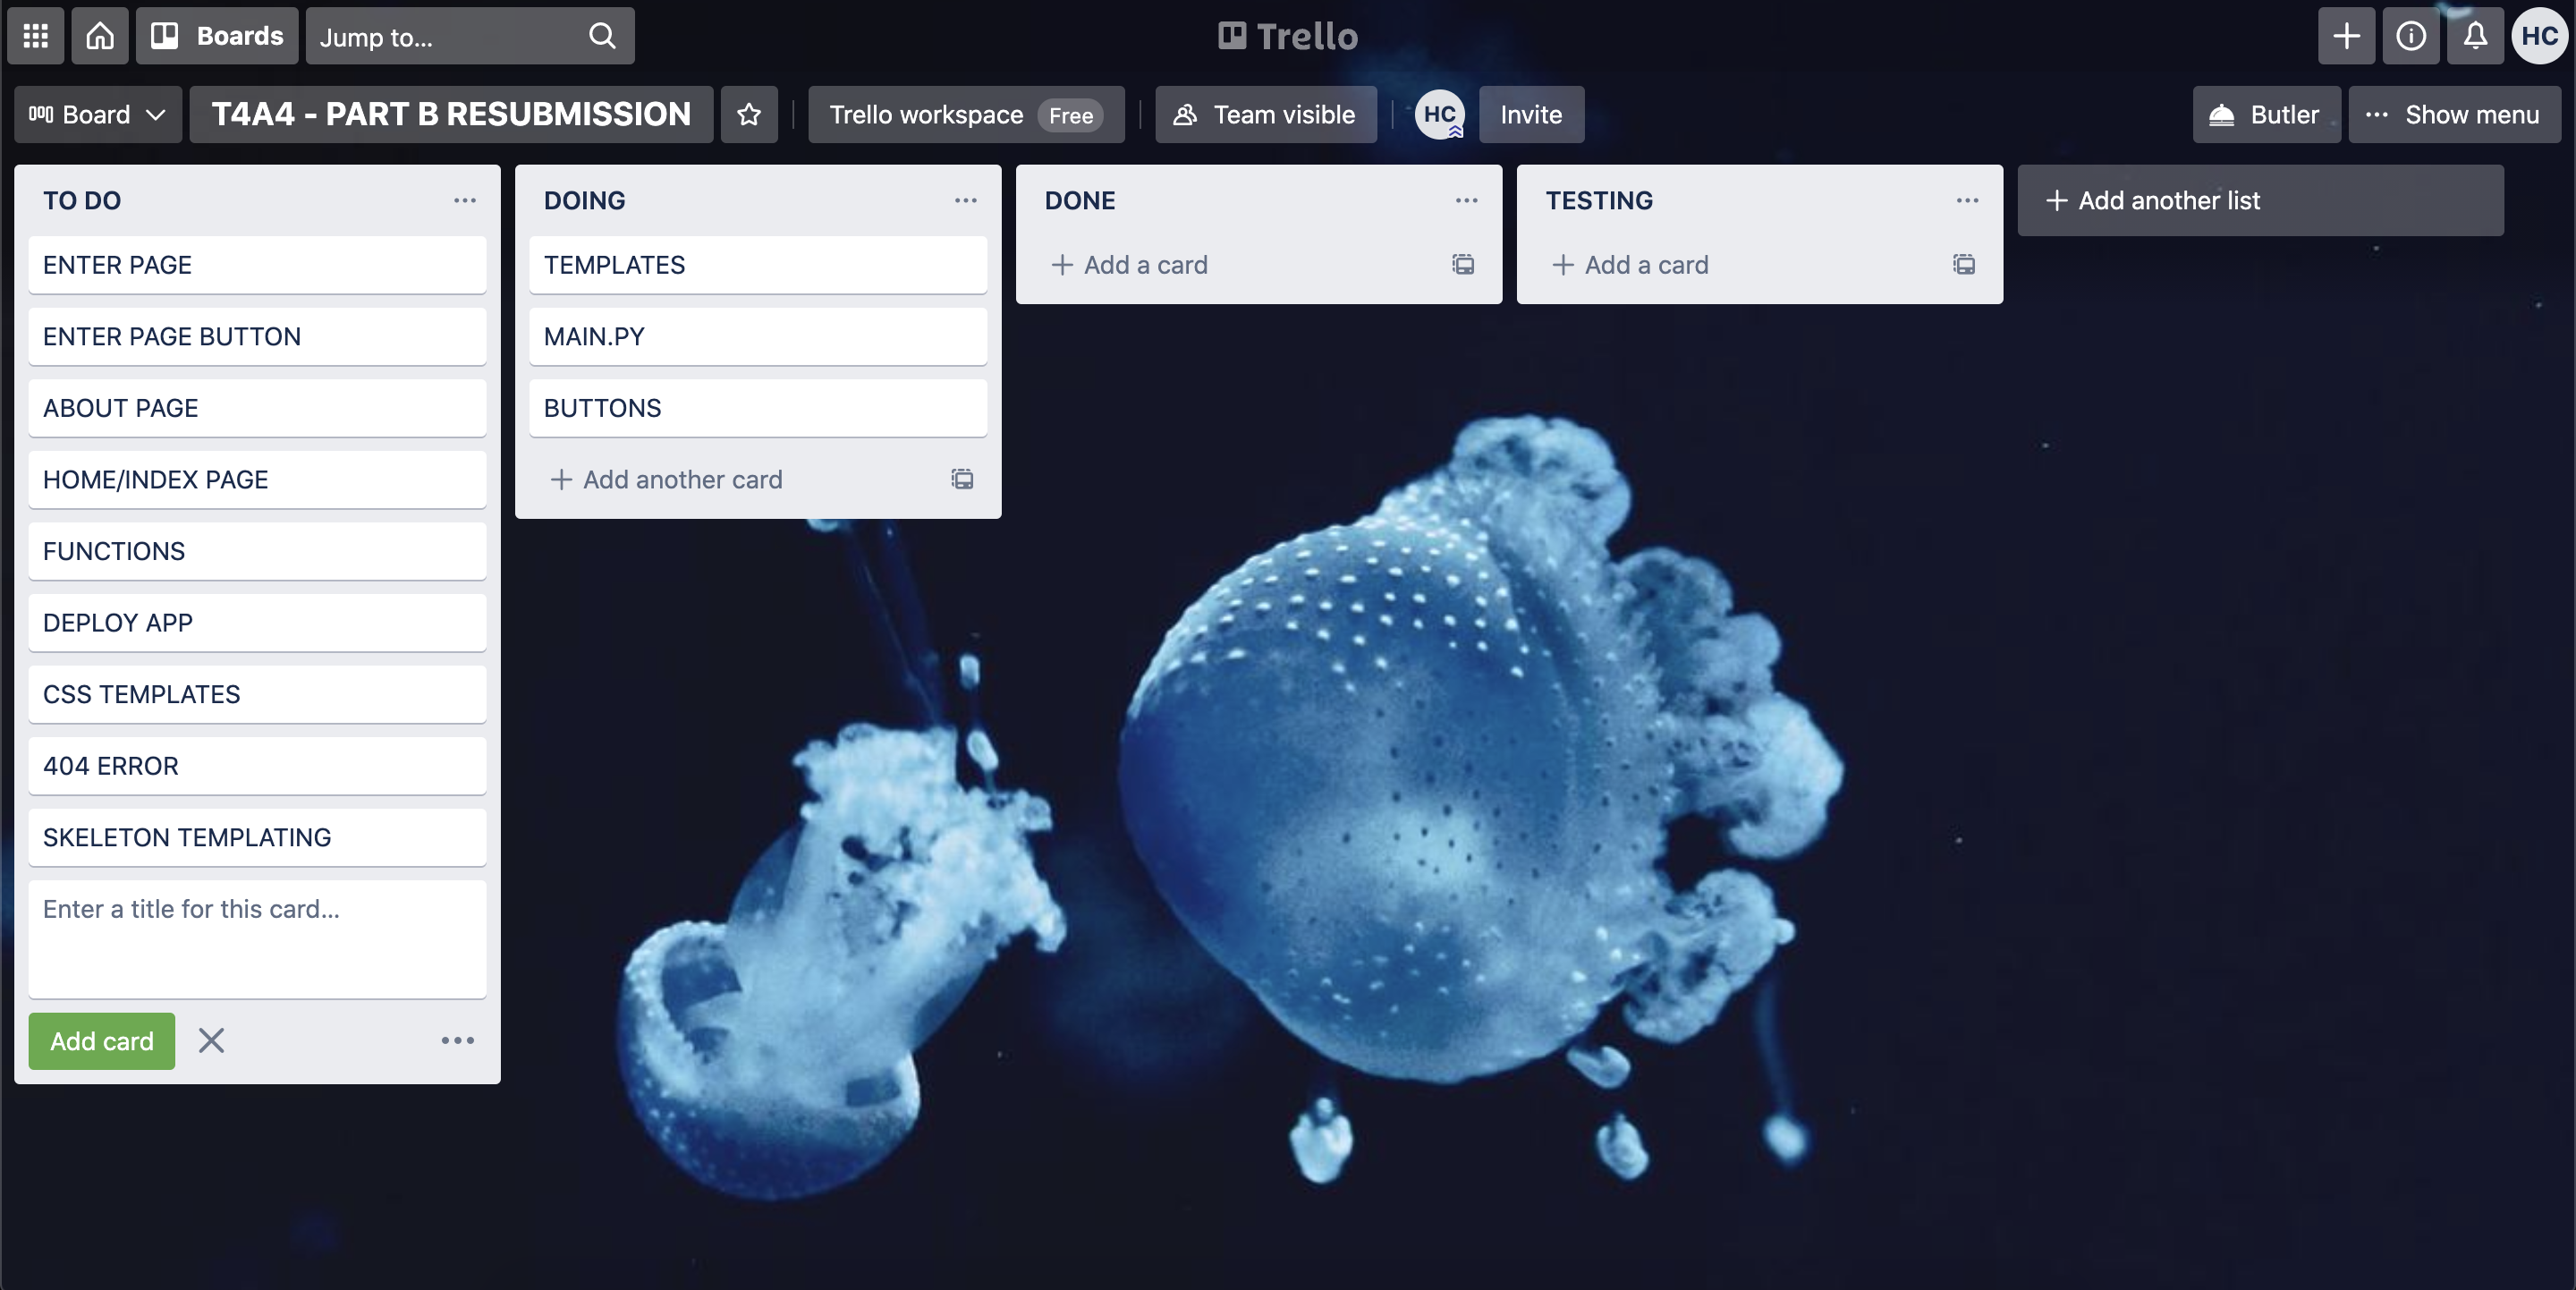 Boards
Jump to...
Trello
HC
Board
T4A4 - PART B RESUBMISSION
Trello workspace Free
Team visible
HC
Invite
Butler
Show menu
TO DO
ENTER PAGE
ENTER PAGE BUTTON
ABOUT PAGE
HOME/INDEX PAGE
FUNCTIONS
DEPLOY APP
CSS TEMPLATES
404 ERROR
SKELETON TEMPLATING
Enter a title for this card...
Add card
DOING
TEMPLATES
MAIN.PY
BUTTONS
+ Add another card
DONE
+ Add a card
TESTING
+ Add a card
+ Add another list